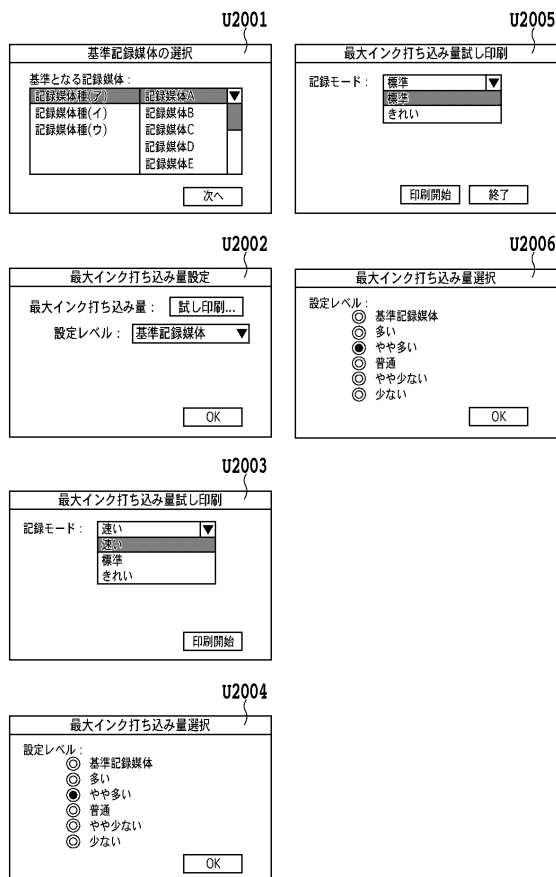 U2001
基準記録媒体の選択
基準となる記録媒体：
記録媒体種(ア) 記録媒体A
記録媒体種(イ) 記録媒体B
記録媒体種(ウ) 記録媒体C
記録媒体D
記録媒体E
次へ
U2002
最大インク打ち込み量設定
最大インク打ち込み量： 試し印刷...
設定レベル： 基準記録媒体
OK
U2003
最大インク打ち込み量試し印刷
記録モード： 速い
速い
標準
きれい
印刷開始
U2004
最大インク打ち込み量選択
設定レベル：
基準記録媒体
多い
やや多い
普通
やや少ない
少ない
OK
U2005
最大インク打ち込み量試し印刷
記録モード： 標準
標準
きれい
印刷開始 終了
U2006
最大インク打ち込み量選択
設定レベル：
基準記録媒体
多い
やや多い
普通
やや少ない
少ない
OK